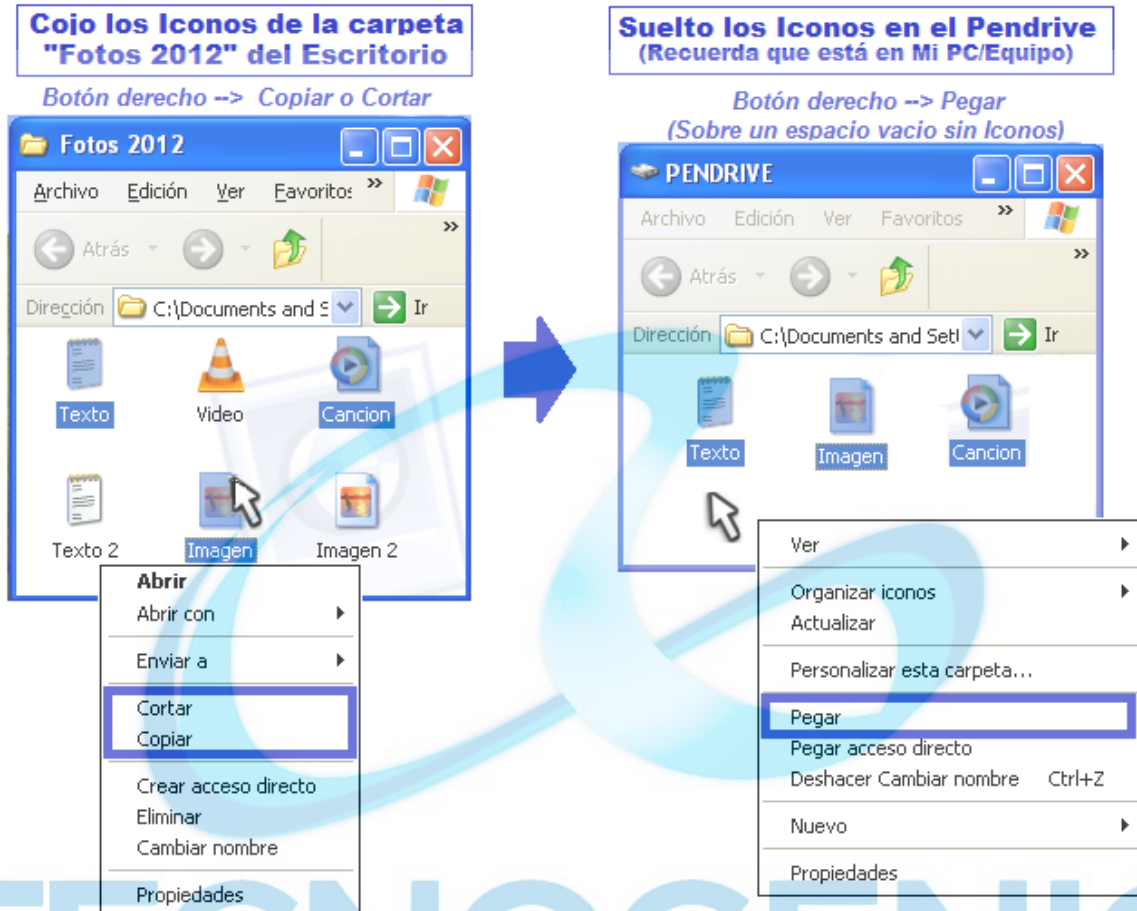 Cojo los Iconos de la carpeta
"Fotos 2012" del Escritorio
Botón derecho --> Copiar o Cortar
Fotos 2012
Archivo Edición Ver Favoritos »
Atrás »
Dirección C:\Documents and S Ir
Texto Video Cancion
Texto 2 Imagen Imagen 2
Abrir
Abrir con
Enviar a
Cortar
Copiar
Crear acceso directo
Eliminar
Cambiar nombre
Propiedades
Suelto los Iconos en el Pendrive
(Recuerda que está en Mi PC/Equipo)
Botón derecho --> Pegar
(Sobre un espacio vacio sin Iconos)
PENDRIVE
Archivo Edición Ver Favoritos »
Atrás »
Dirección C:\Documents and Sett Ir
Texto Imagen Cancion
Ver
Organizar iconos
Actualizar
Personalizar esta carpeta...
Pegar
Pegar acceso directo
Deshacer Cambiar nombre Ctrl+Z
Nuevo
Propiedades